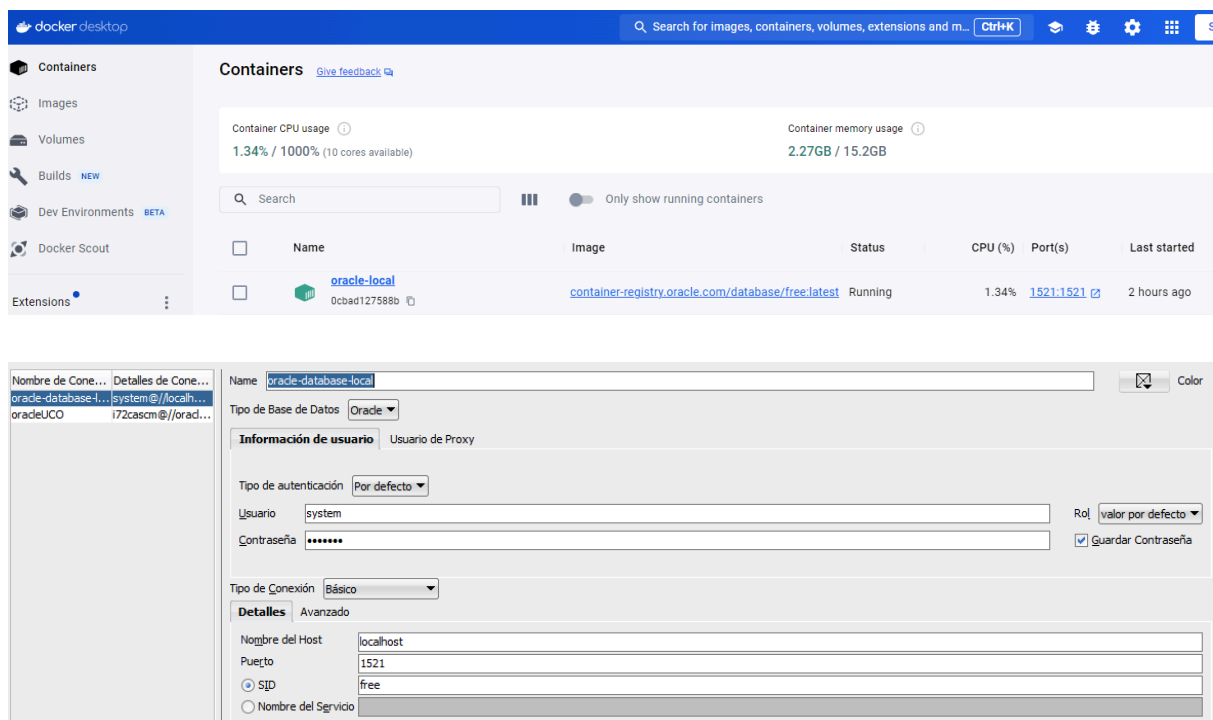 docker desktop
Search for images, containers, volumes, extensions and m... Ctrl+K
Containers
Images
Volumes
Builds NEW
Dev Environments BETA
Docker Scout
Extensions
Containers Give feedback
Container CPU usage
1.34% / 1000% (10 cores available)
Container memory usage
2.27GB / 15.2GB
Search
Only show running containers
Name Image Status CPU (%) Port(s) Last started
oracle-local
0cbad127588b
container-registry.oracle.com/database/free:latest Running 1.34% 1521:1521 2 hours ago
Nombre de Cone... Detalles de Cone...
oracle-database-l... system@//localh...
oracleUCO i72cascm@//oracl...
Name oracle-database-local Color
Tipo de Base de Datos Oracle
Información de usuario Usuario de Proxy
Tipo de autenticación Por defecto
Usuario system Rol valor por defecto
Contraseña ••••••• Guardar Contraseña
Tipo de Conexión Básico
Detalles Avanzado
Nombre del Host localhost
Puerto 1521
SID free
Nombre del Servicio